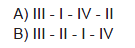 A) III - I - IV - II
B) III - II - I - IV